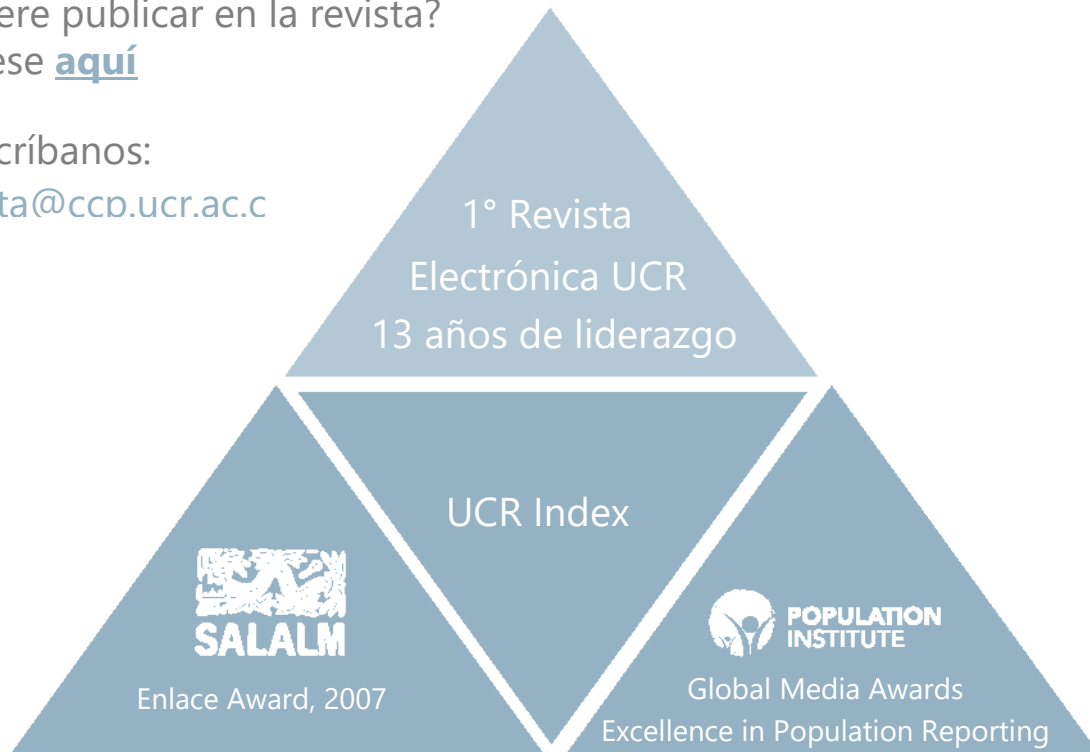 ere publicar en la revista?
ese aquí
críbanos:
ta@ccp.ucr.ac.c
1° Revista
Electrónica UCR
13 años de liderazgo
UCR Index
SALALM
Enlace Award, 2007
POPULATION
INSTITUTE
Global Media Awards
Excellence in Population Reporting